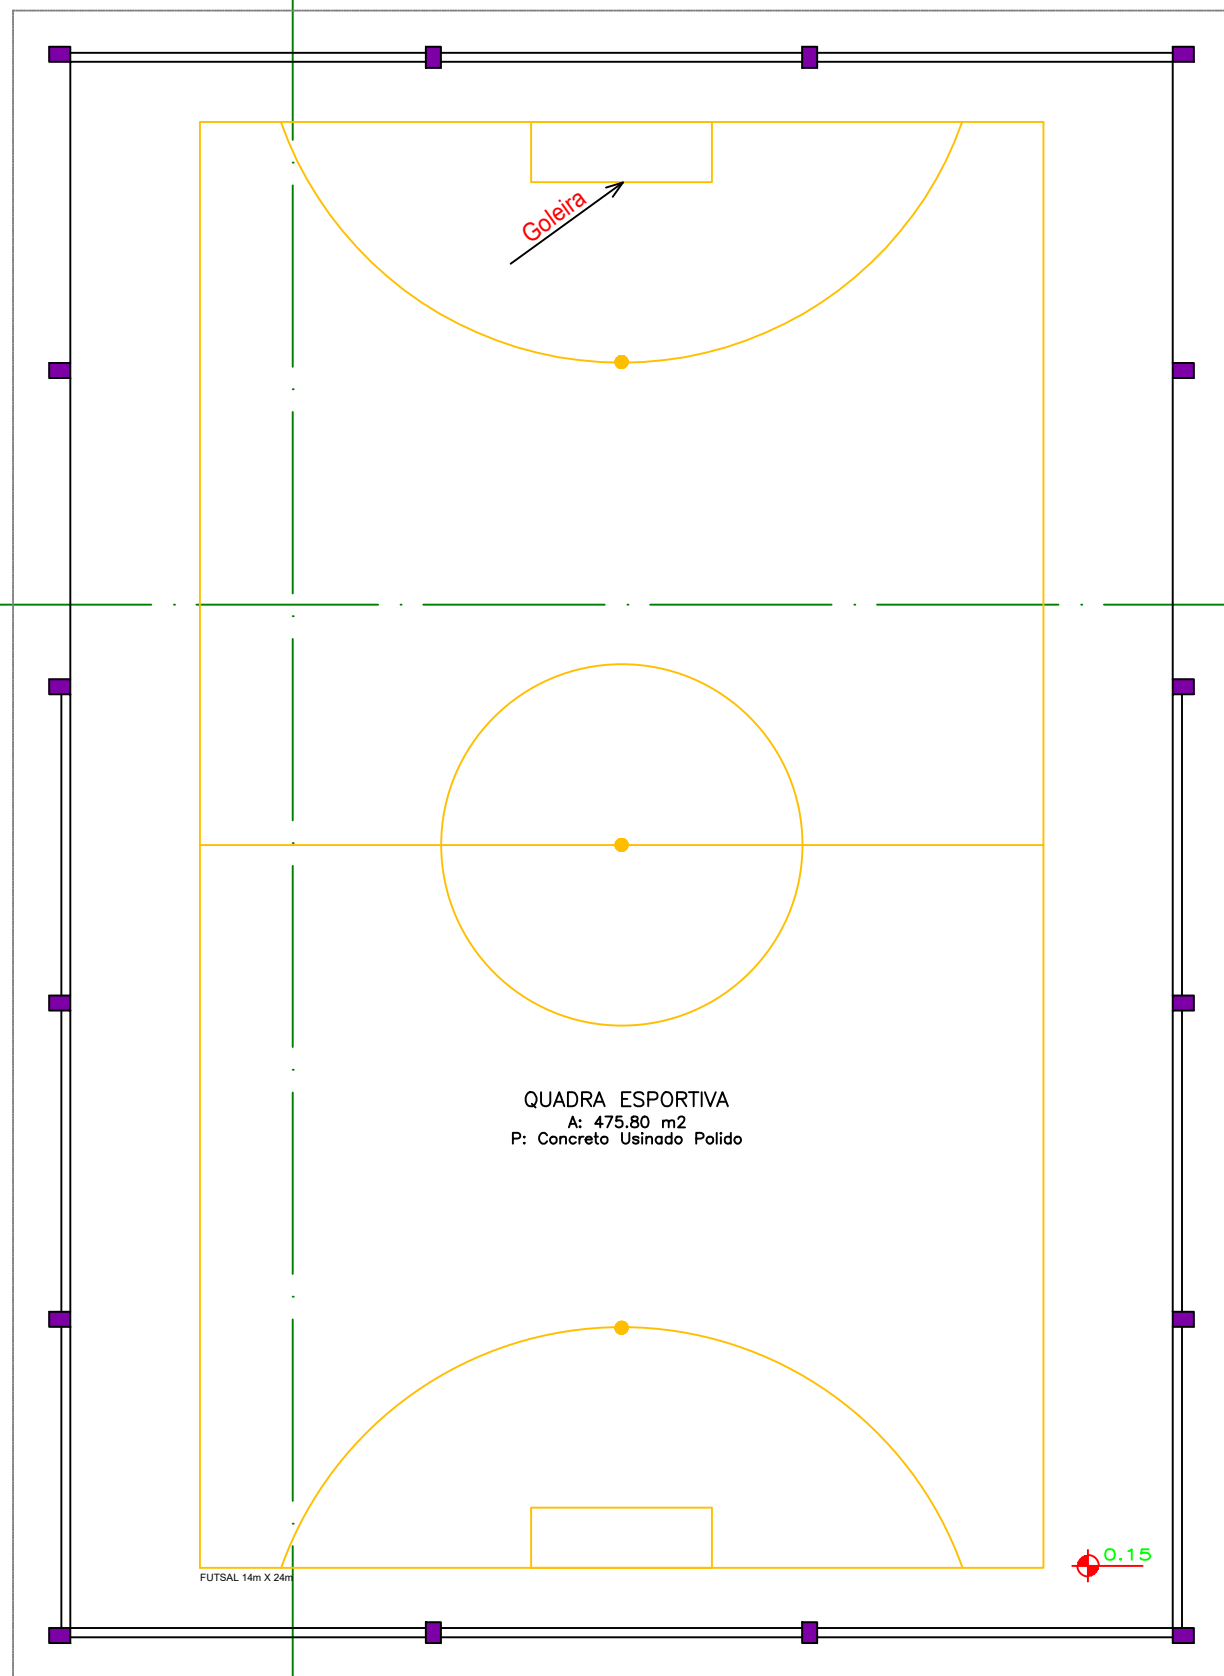 Goleira
QUADRA ESPORTIVA
A: 475.80 m2
P: Concreto Usinado Polido
0.15
FUTSAL 14m X 24m